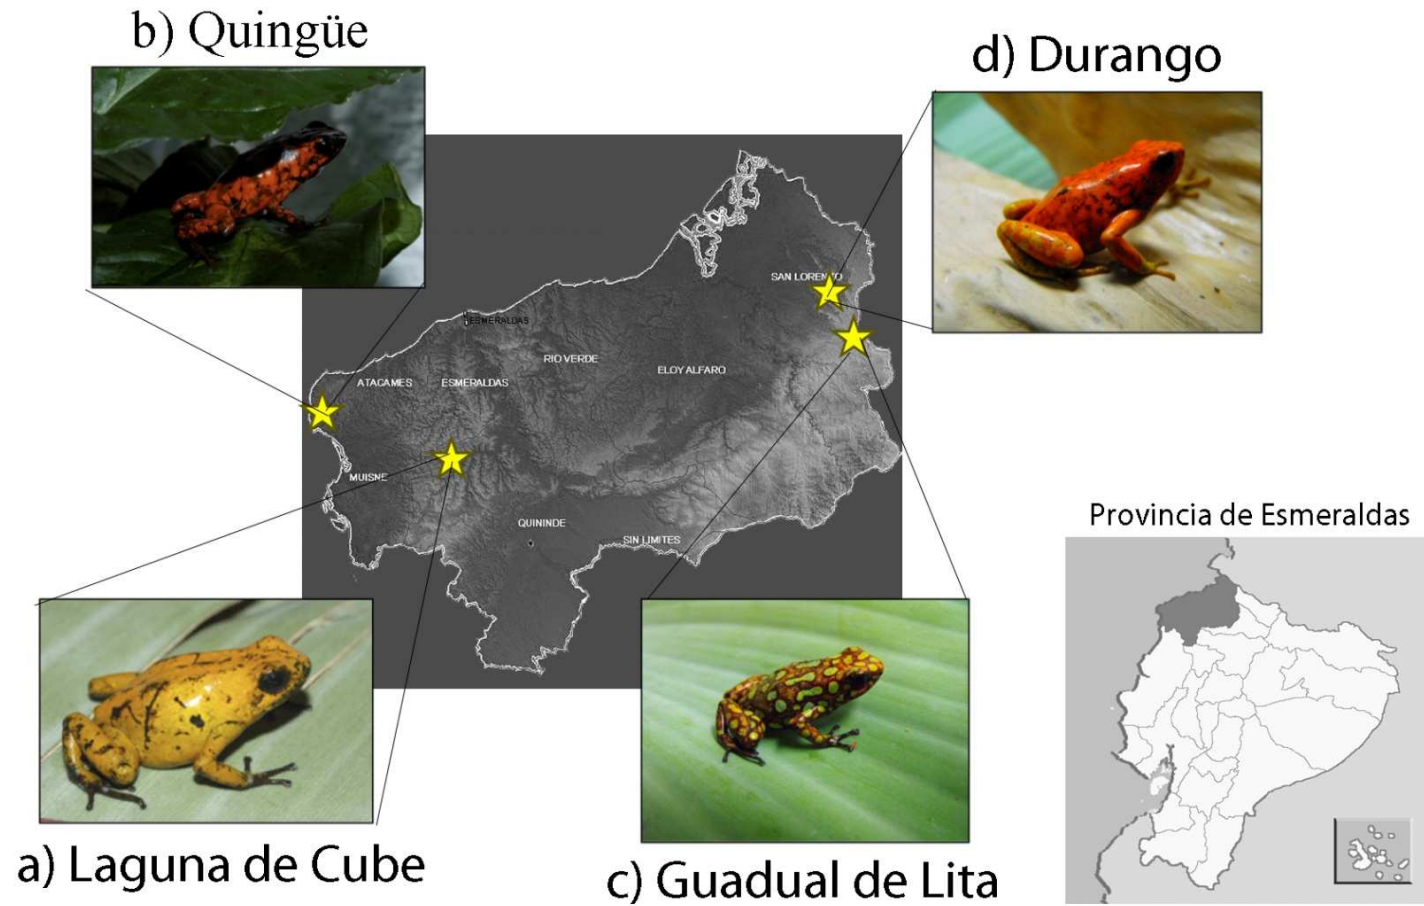 b) Quingüe
d) Durango
SAN LORENZO
ESMERALDAS
RIO VERDE
ELOY ALFARO
ATACAMES
ESMERALDAS
MUISNE
QUININDE
SIN LIMITES
Provincia de Esmeraldas
a) Laguna de Cube
c) Guadual de Lita